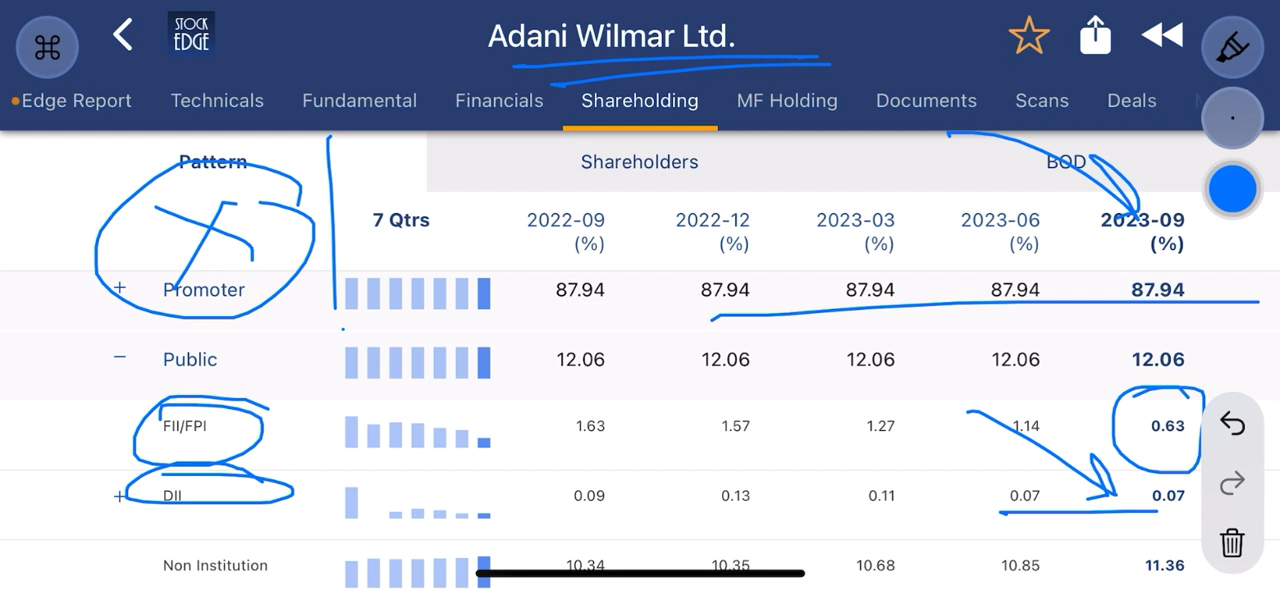 STOCK
EDGE
Adani Wilmar Ltd.
Edge Report Technicals Fundamental Financials Shareholding MF Holding Documents Scans Deals
Pattern Shareholders BOD
7 Qtrs 2022-09 (%) 2022-12 (%) 2023-03 (%) 2023-06 (%) 2023-09 (%)
+ Promoter 87.94 87.94 87.94 87.94 87.94
− Public 12.06 12.06 12.06 12.06 12.06
FII/FPI 1.63 1.57 1.27 1.14 0.63
+ DII 0.09 0.13 0.11 0.07 0.07
Non Institution 10.34 10.35 10.68 10.85 11.36